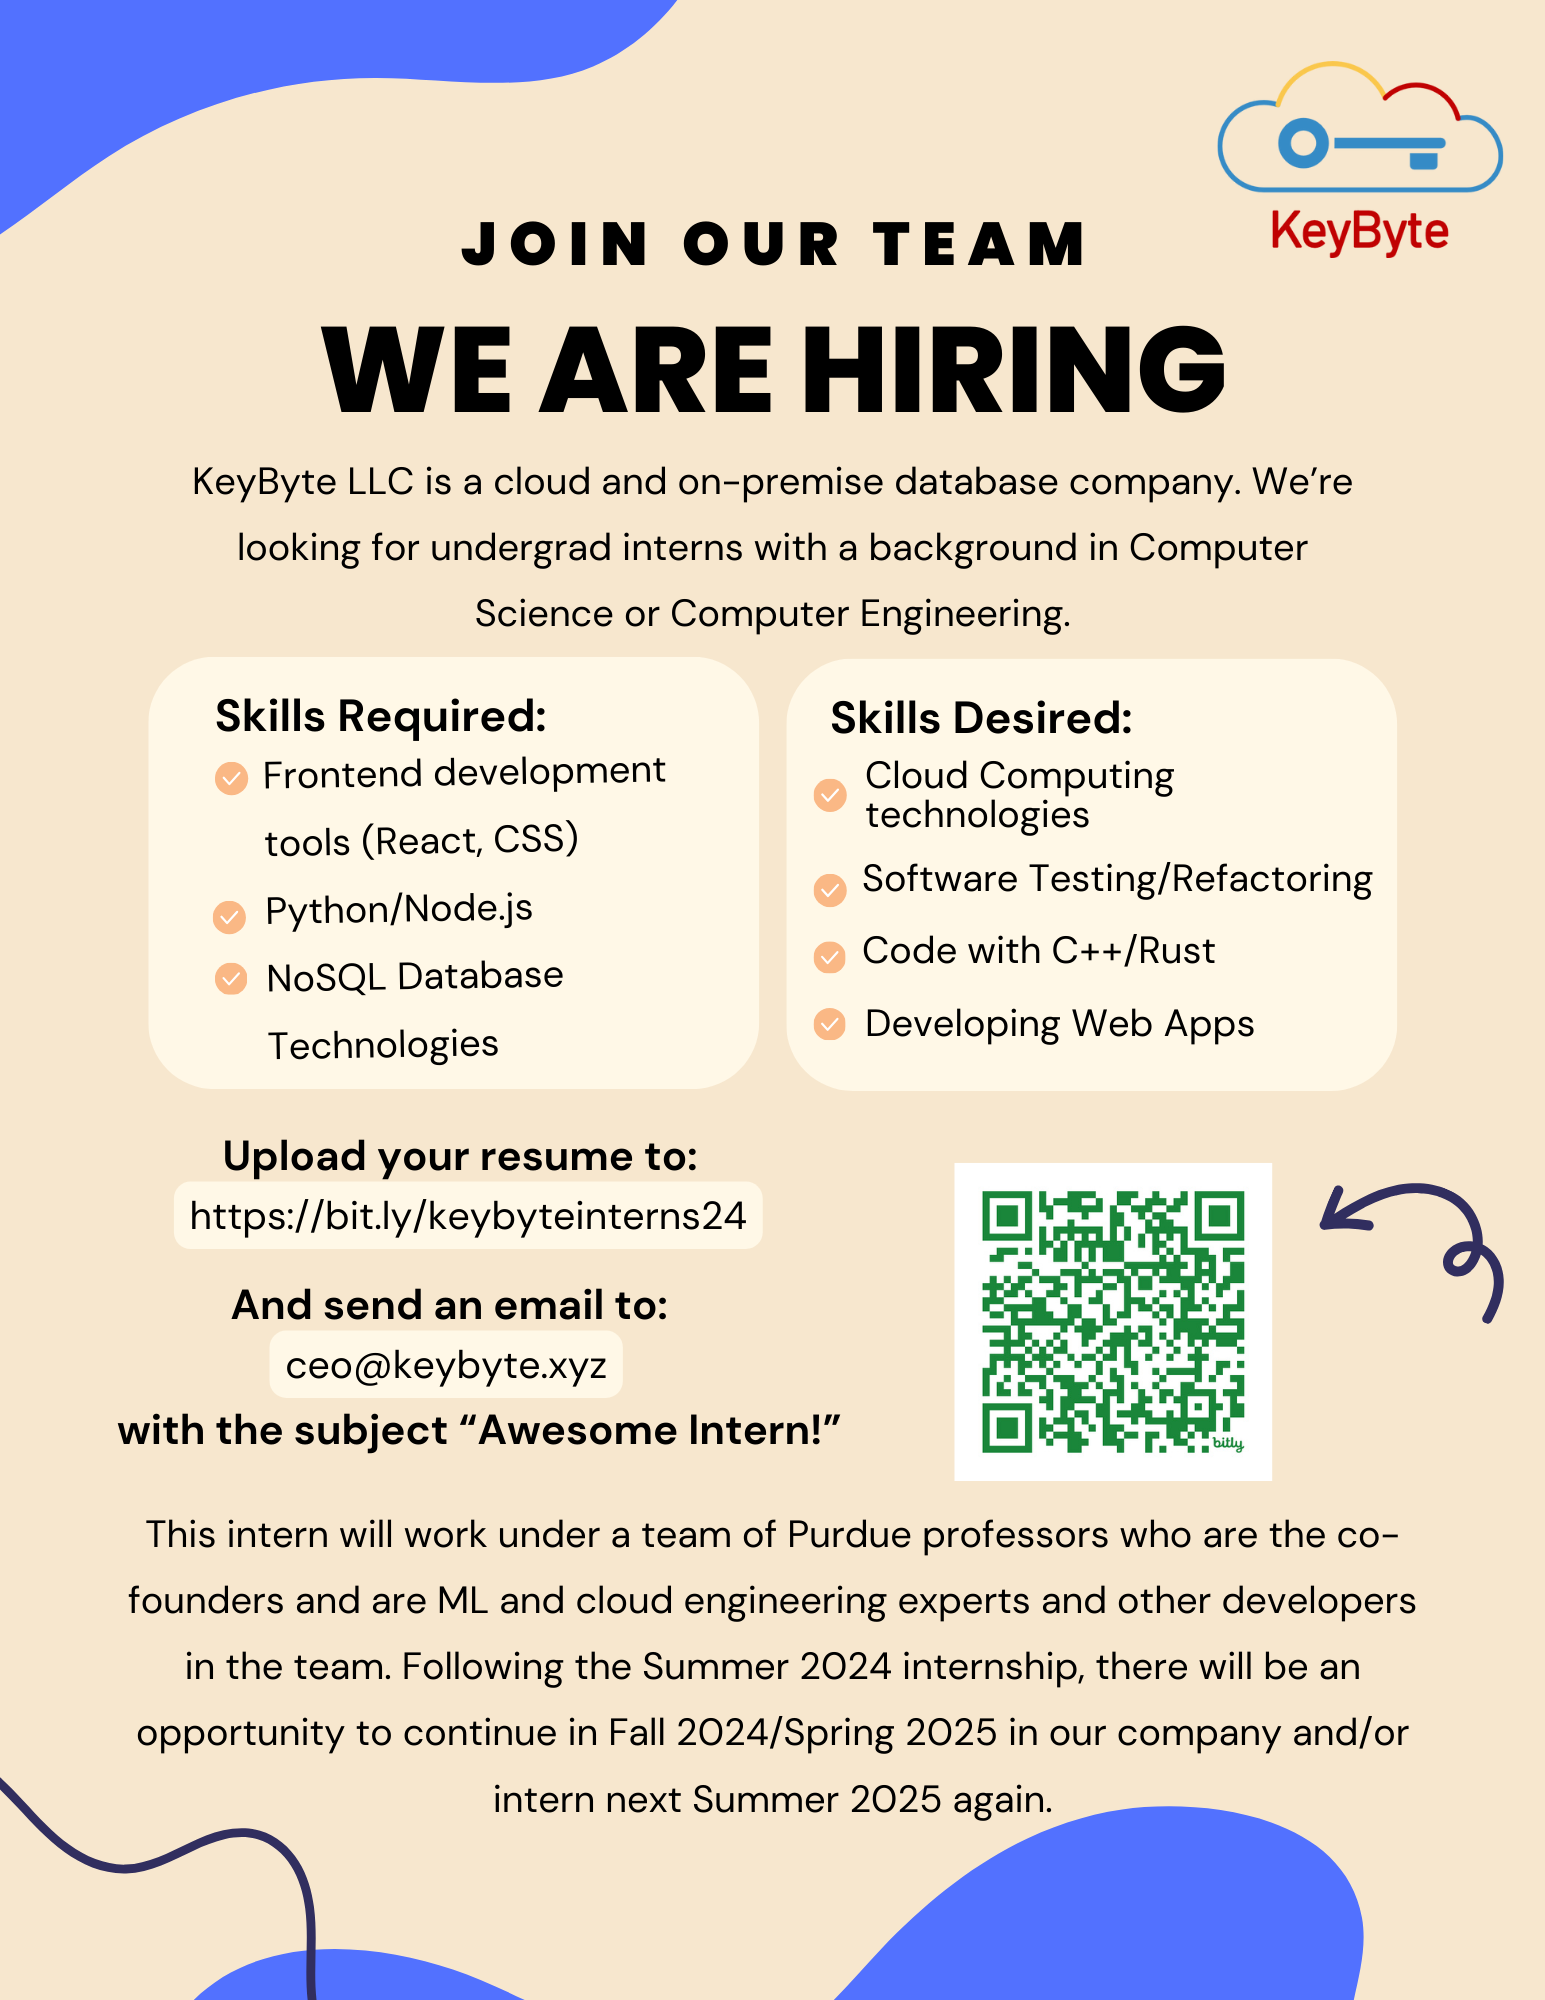 KeyByte
JOIN OUR TEAM
WE ARE HIRING
KeyByte LLC is a cloud and on-premise database company. We’re
looking for undergrad interns with a background in Computer
Science or Computer Engineering.
Skills Required:
Frontend development
tools (React, CSS)
Python/Node.js
NoSQL Database
Technologies
Skills Desired:
Cloud Computing
technologies
Software Testing/Refactoring
Code with C++/Rust
Developing Web Apps
Upload your resume to:
https://bit.ly/keybyteinterns24
And send an email to:
ceo@keybyte.xyz
with the subject “Awesome Intern!”
bitly
This intern will work under a team of Purdue professors who are the co-
founders and are ML and cloud engineering experts and other developers
in the team. Following the Summer 2024 internship, there will be an
opportunity to continue in Fall 2024/Spring 2025 in our company and/or
intern next Summer 2025 again.